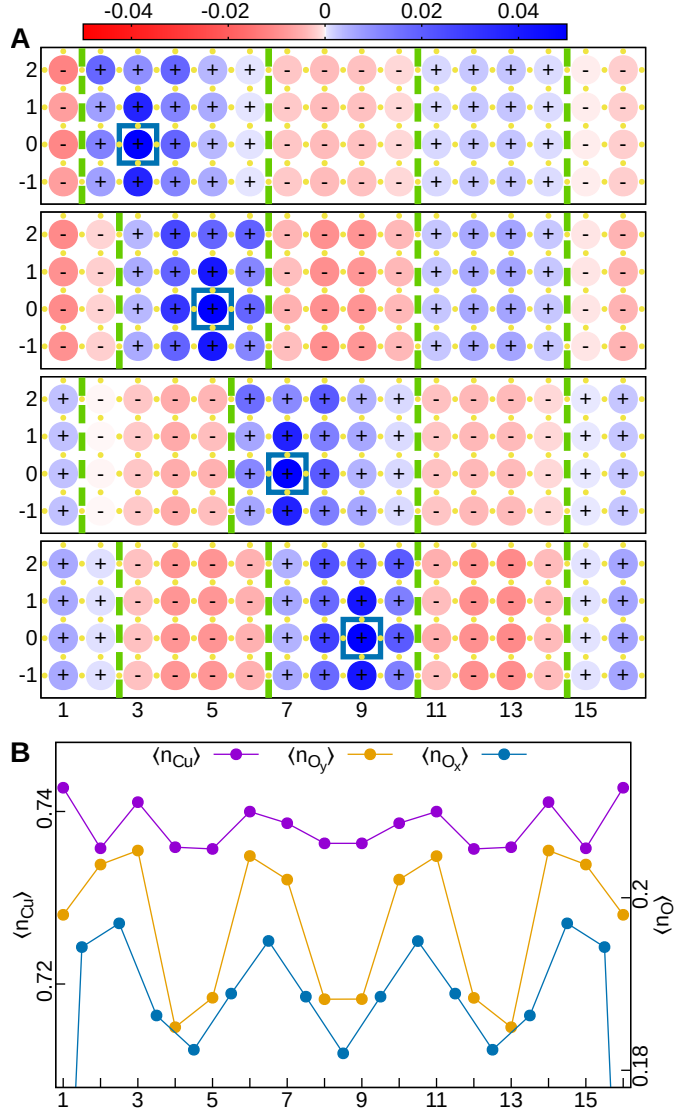 -0.04 -0.02 0 0.02 0.04
A
2 - + + + + + - - - - + + + + - -
1 - + + + + + - - - - + + + + - -
0 - + + + + + - - - - + + + + - -
-1 - + + + + + - - - - + + + + - -
2 - - + + + + - - - - + + + + - -
1 - - + + + + - - - - + + + + - -
0 - - + + + + - - - - + + + + - -
-1 - - + + + + - - - - + + + + - -
2 + - - - - + + + + + - - - - + +
1 + - - - - + + + + + - - - - + +
0 + - - - - + + + + + - - - - + +
-1 + - - - - + + + + + - - - - + +
2 + + - - - - + + + + - - - - + +
1 + + - - - - + + + + - - - - + +
0 + + - - - - + + + + - - - - + +
-1 + + - - - - + + + + - - - - + +
1 3 5 7 9 11 13 15
B
⟨n_Cu⟩ ⟨n_O_y⟩ ⟨n_O_x⟩
0.74
0.72
⟨n_Cu⟩
0.2
0.18
⟨n_O⟩
1 3 5 7 9 11 13 15